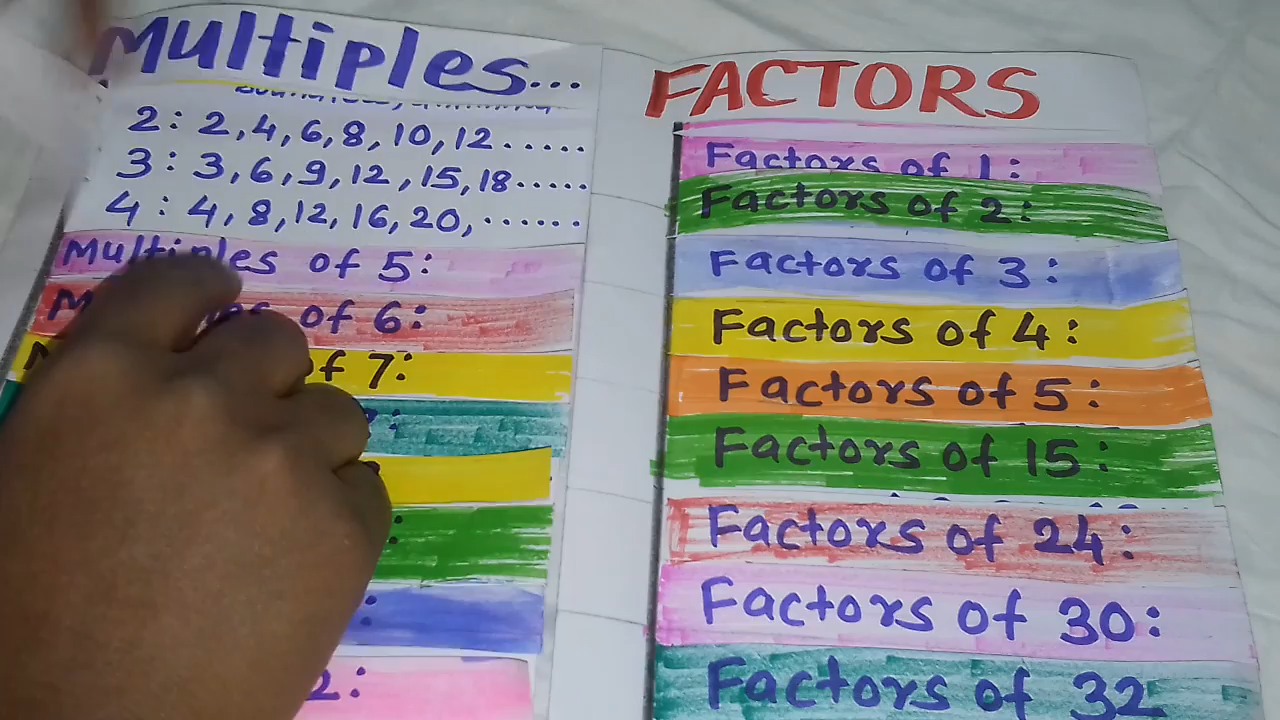 Multiples...
2: 2, 4, 6, 8, 10, 12.....
3: 3, 6, 9, 12, 15, 18.....
4: 4, 8, 12, 16, 20, ......
Multiples of 5:
of 6:
of 7:
FACTORS
Factors of 1:
Factors of 2:
Factors of 3:
Factors of 4:
Factors of 5:
Factors of 15:
Factors of 24:
Factors of 30:
Factors of 32